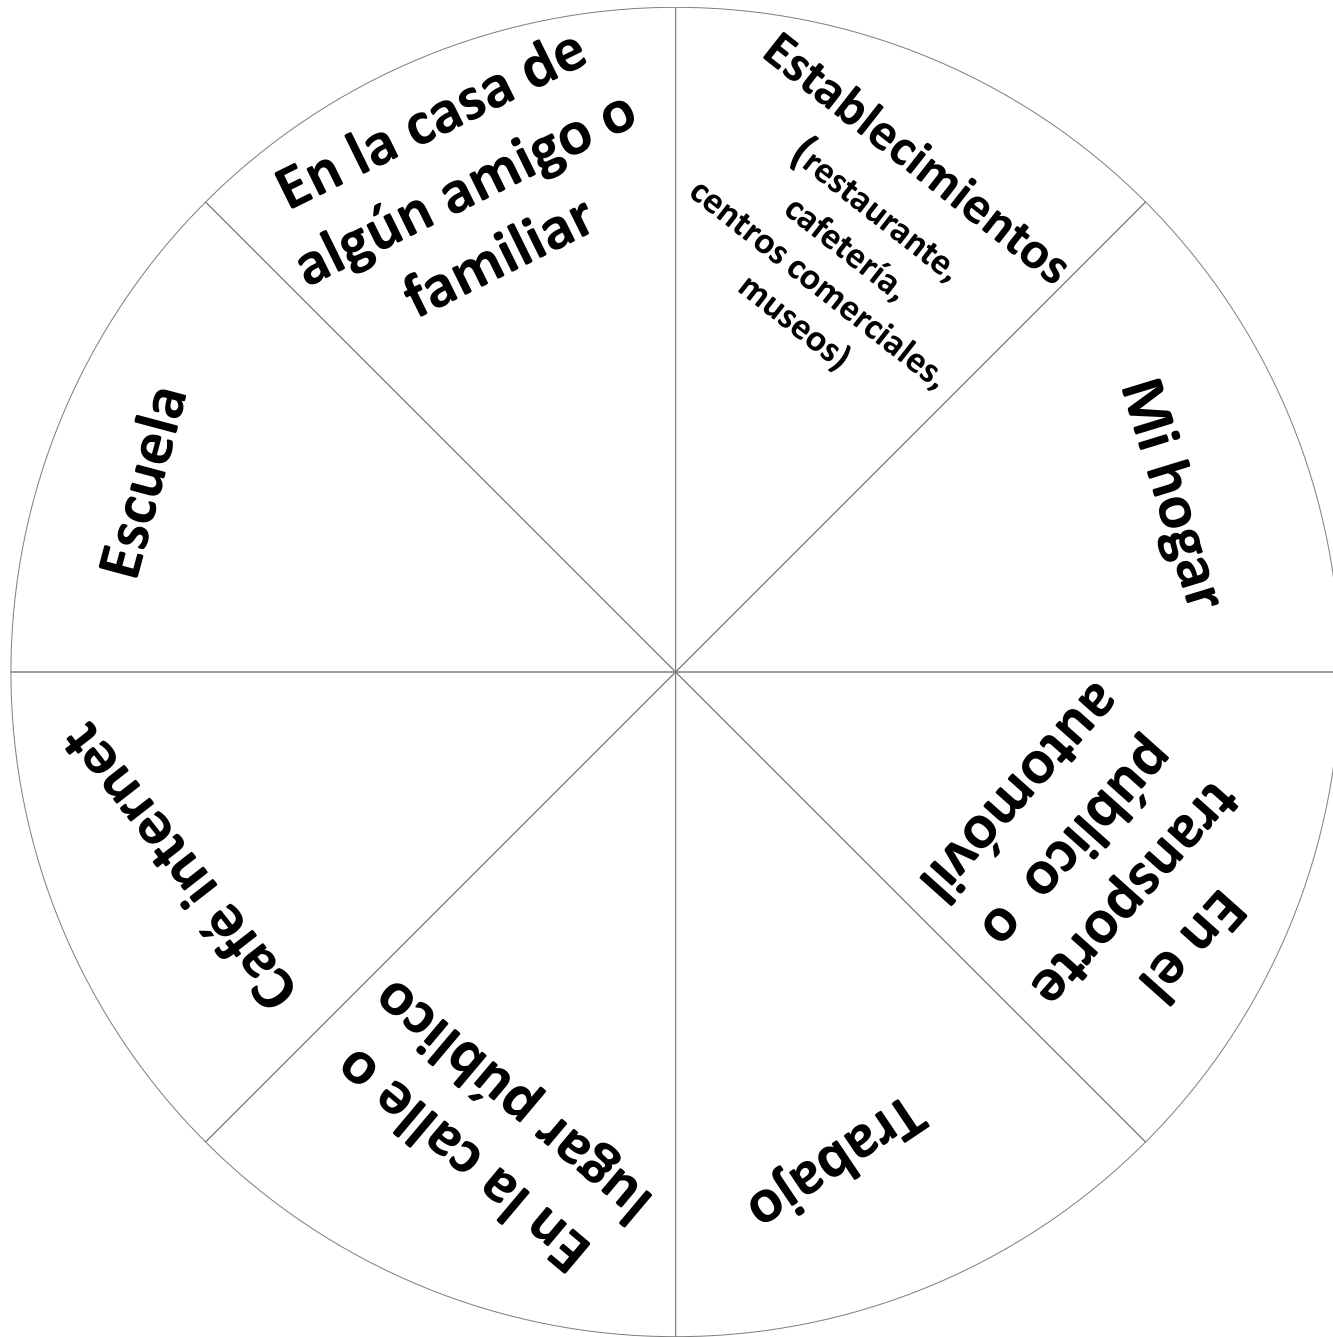 En la casa de
algún amigo o
familiar
Establecimientos
(restaurante,
cafetería,
centros comerciales,
museos)
Mi hogar
En el
transporte
público o
automóvil
Trabajo
En la calle o
lugar público
Café internet
Escuela